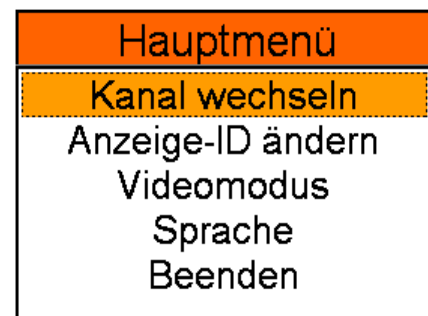 Hauptmenü
Kanal wechseln
Anzeige-ID ändern
Videomodus
Sprache
Beenden